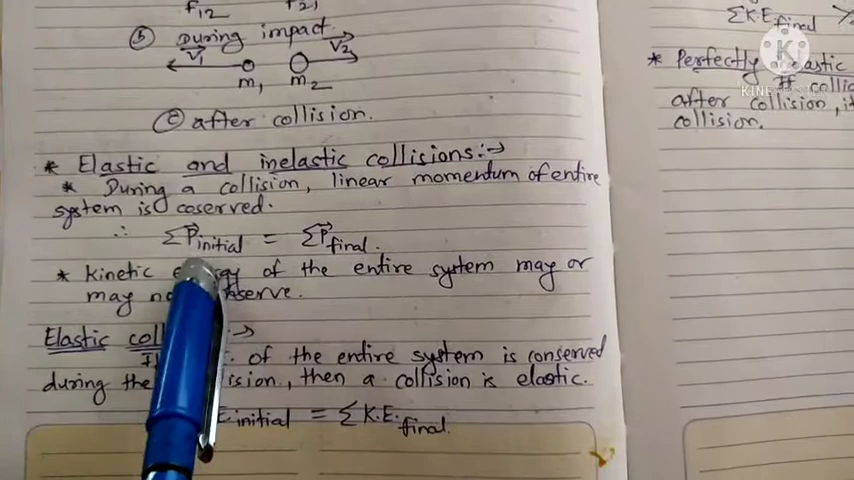 F12 F21
(b) During impact.
V1 V2
m1 m2
(c) after collision.
* Elastic and inelastic collisions:→
* During a collision, linear momentum of entire
system is coserved.
∴ ΣP initial = ΣP final.
* Kinetic of the entire system may or
may
Elastic →
of the entire system is conserved
during the , then a collision is elastic.
initial = ΣK.E. final.
ΣK.E final
* Perfectly
after collision,
collision.
KINEMASTER